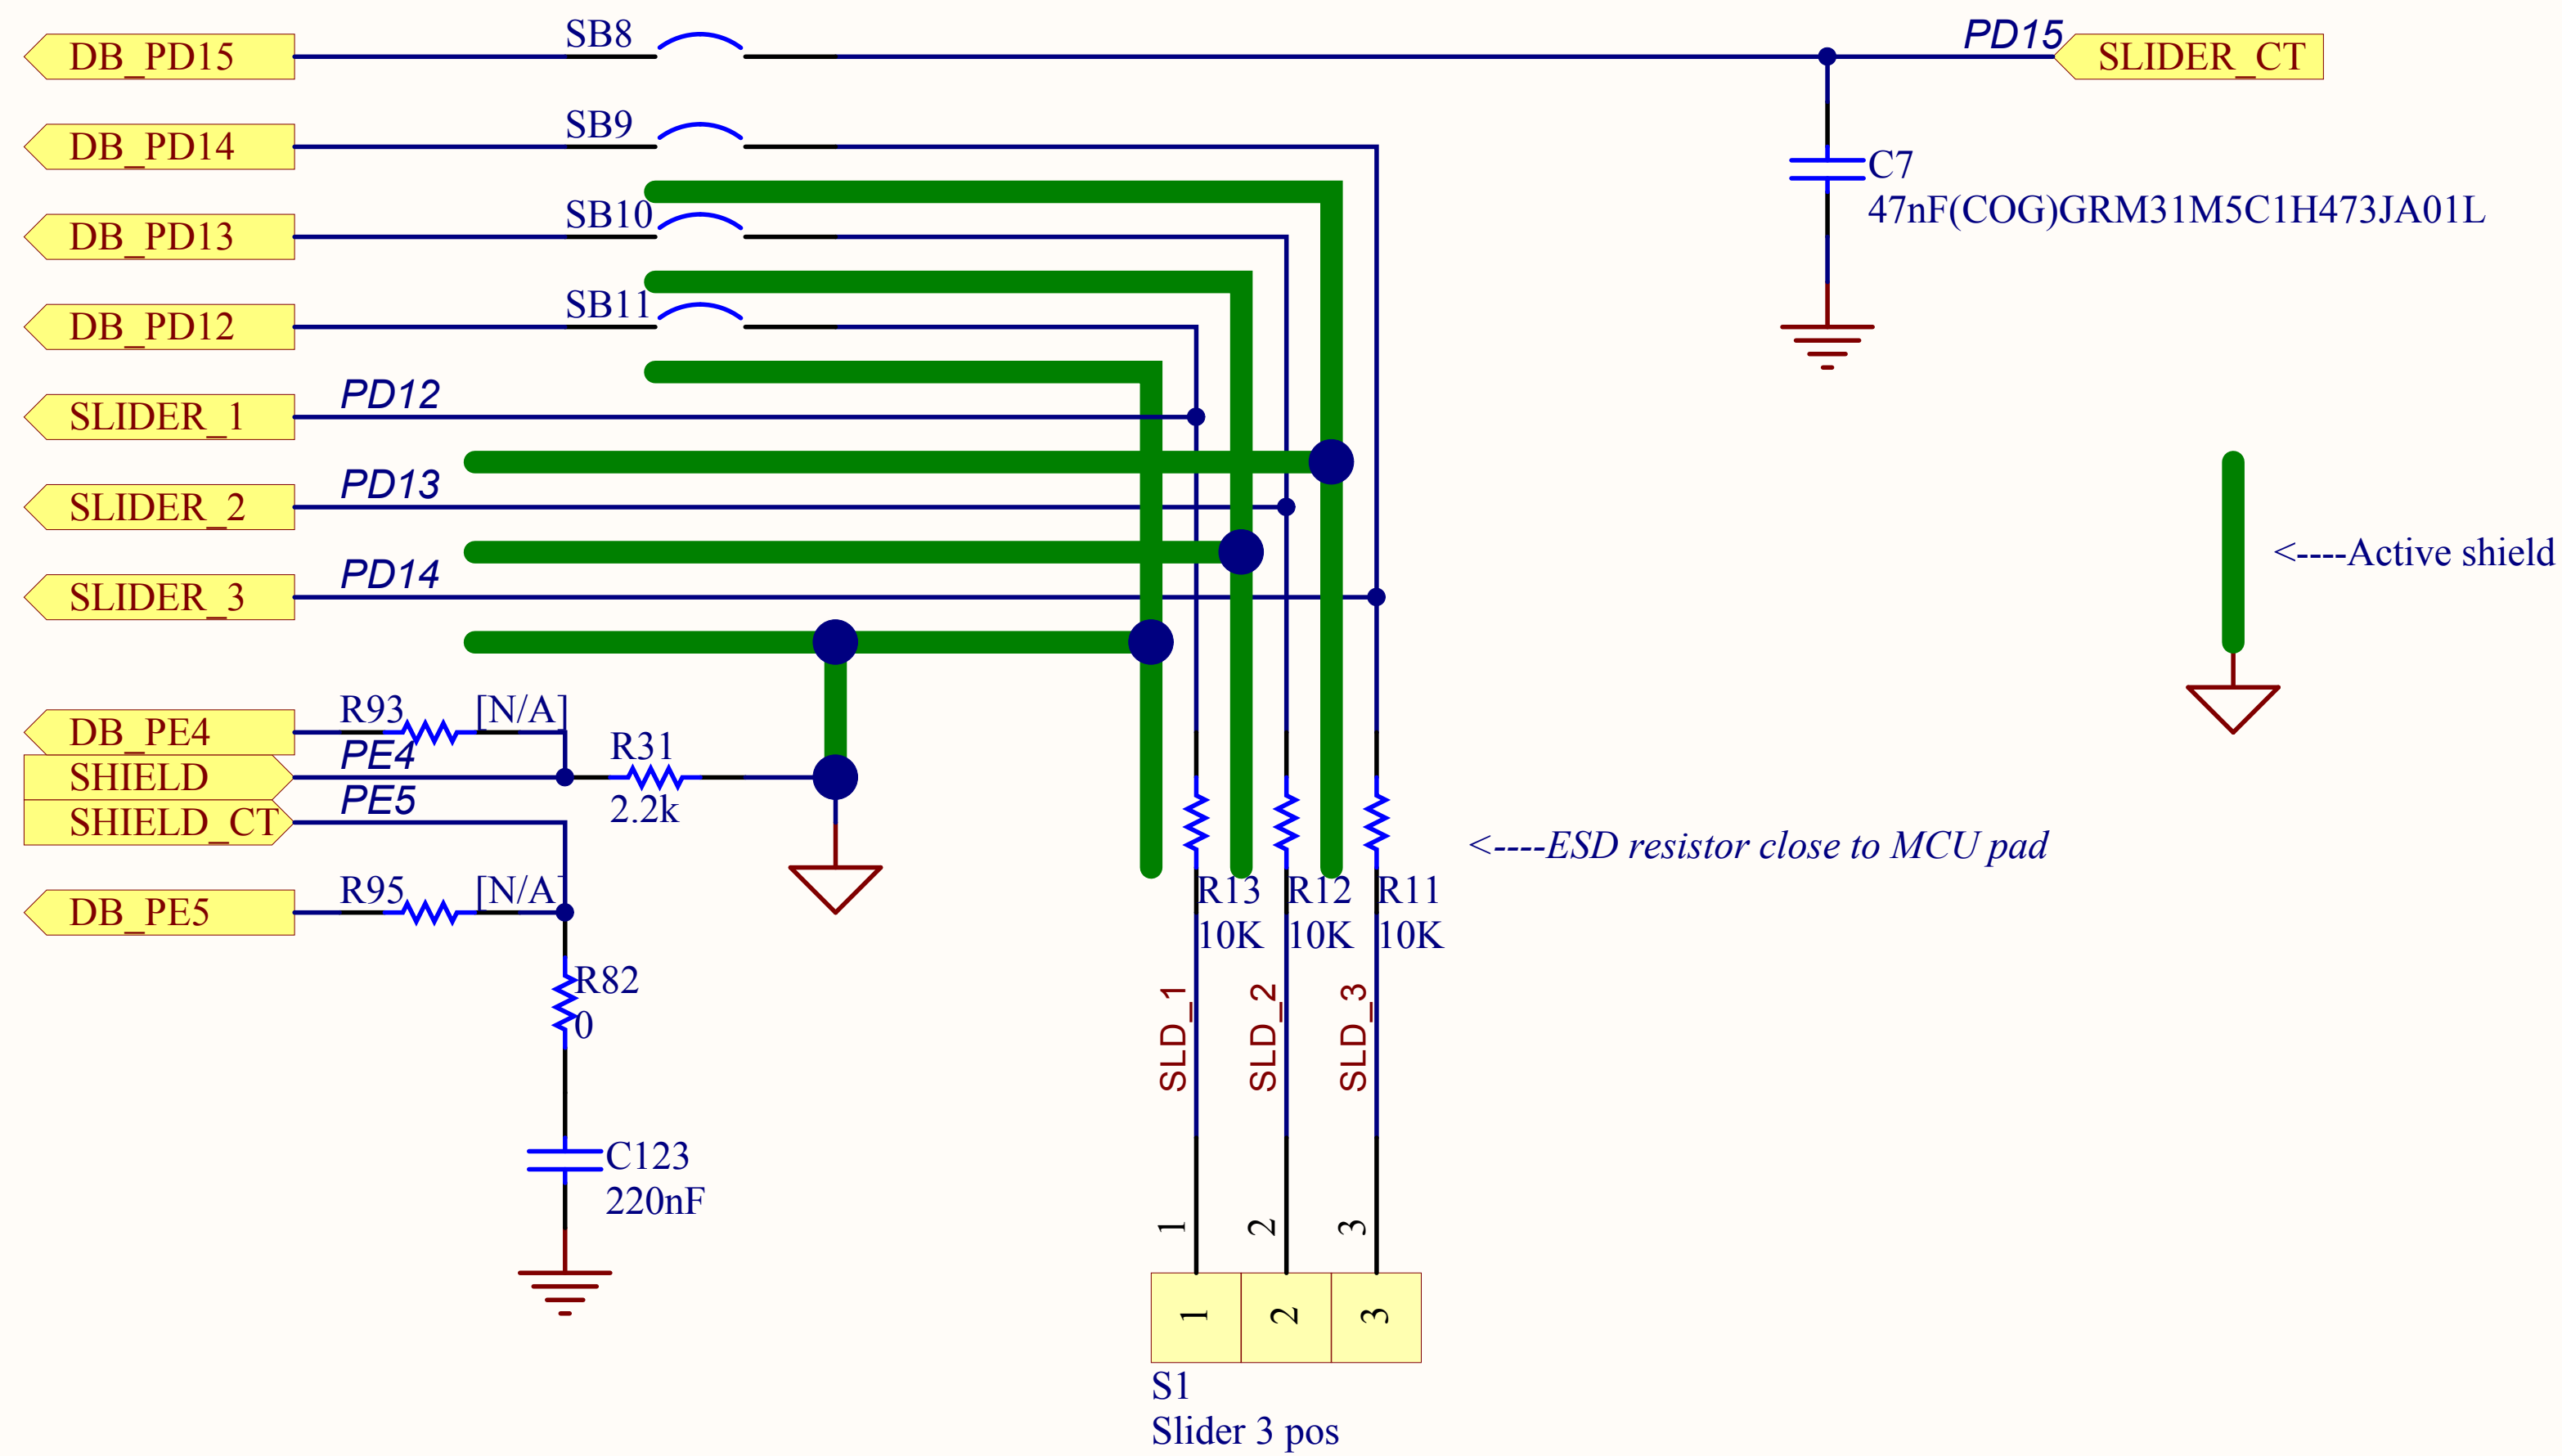 DB_PD15
SB8
PD15
SLIDER_CT
DB_PD14
SB9
C7
47nF(COG)GRM31M5C1H473JA01L
DB_PD13
SB10
DB_PD12
SB11
SLIDER_1
PD12
SLIDER_2
PD13
<----Active shield
SLIDER_3
PD14
DB_PE4
R93
[N/A]
SHIELD
PE4
R31
2.2k
SHIELD_CT
PE5
<----ESD resistor close to MCU pad
DB_PE5
R95
[N/A]
R13
10K
R12
10K
R11
10K
R82
0
SLD_1
SLD_2
SLD_3
C123
220nF
1
2
3
1
2
3
S1
Slider 3 pos